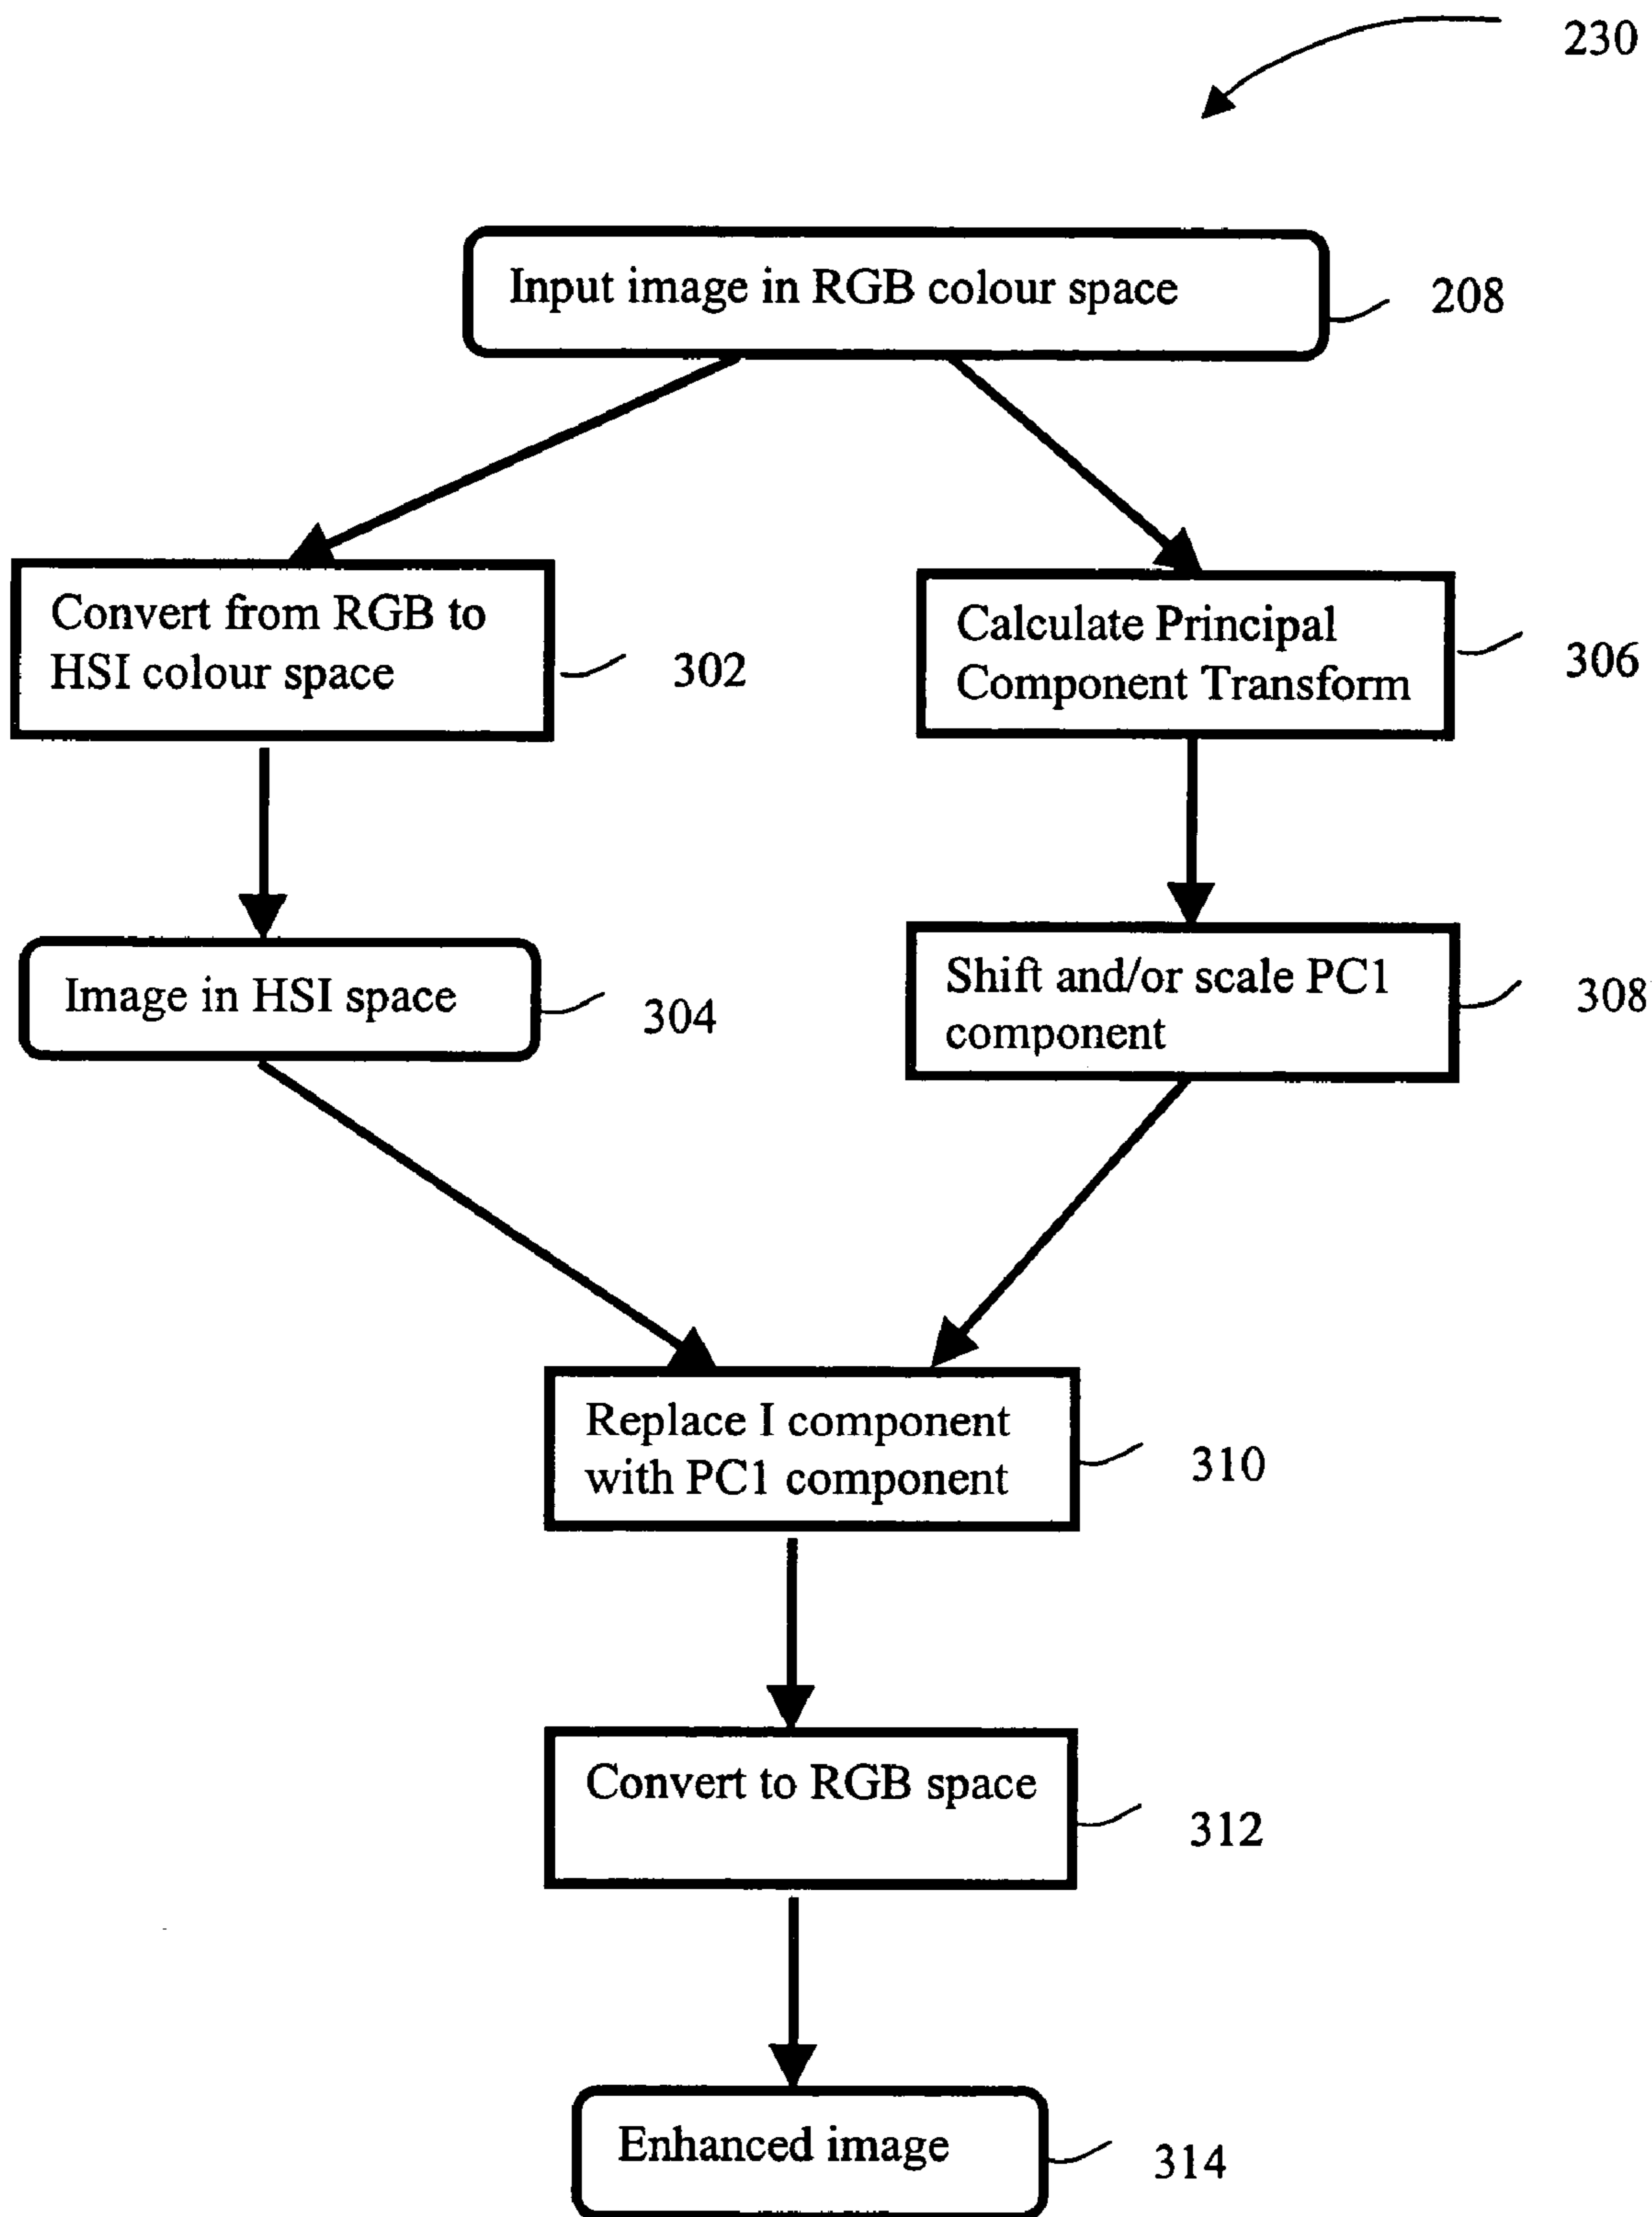 230
Input image in RGB colour space
208
Convert from RGB to
HSI colour space
302
Calculate Principal
Component Transform
306
Image in HSI space
304
Shift and/or scale PC1
component
308
Replace I component
with PC1 component
310
Convert to RGB space
312
Enhanced image
314